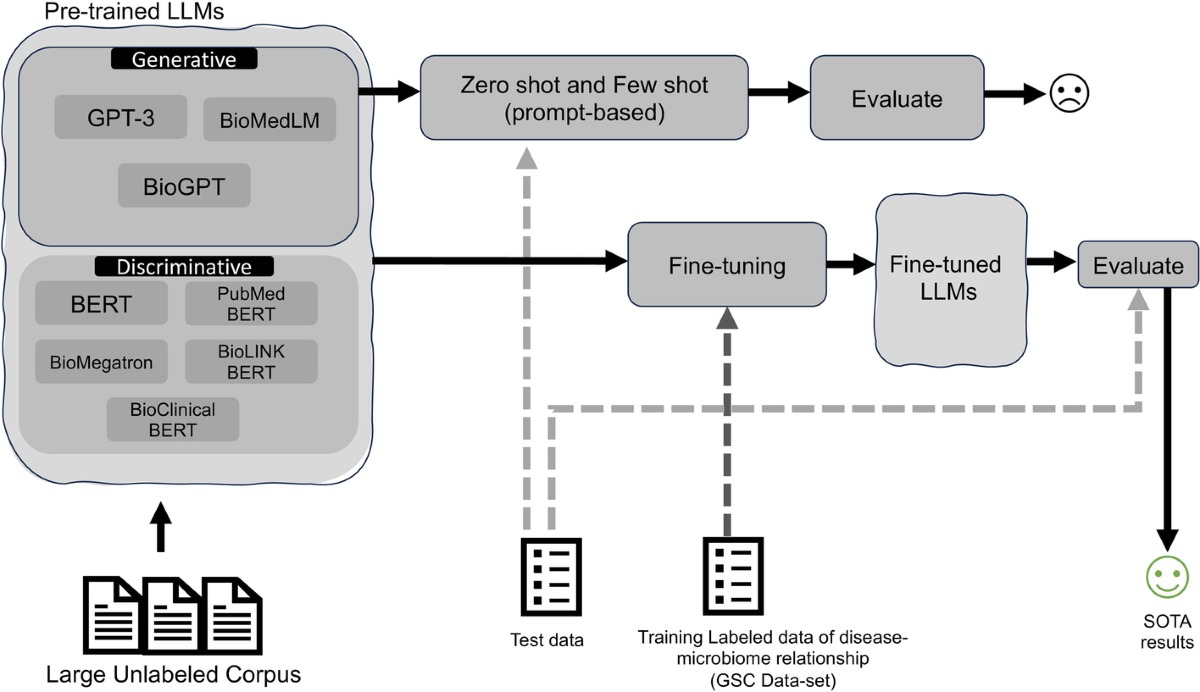 Pre-trained LLMs
Generative
GPT-3
BioMedLM
BioGPT
Discriminative
BERT
PubMed
BERT
BioMegatron
BioLINK
BERT
BioClinical
BERT
Large Unlabeled Corpus
Zero shot and Few shot
(prompt-based)
Evaluate
Fine-tuning
Fine-tuned
LLMs
Evaluate
Test data
Training Labeled data of disease-
microbiome relationship
(GSC Data-set)
SOTA
results